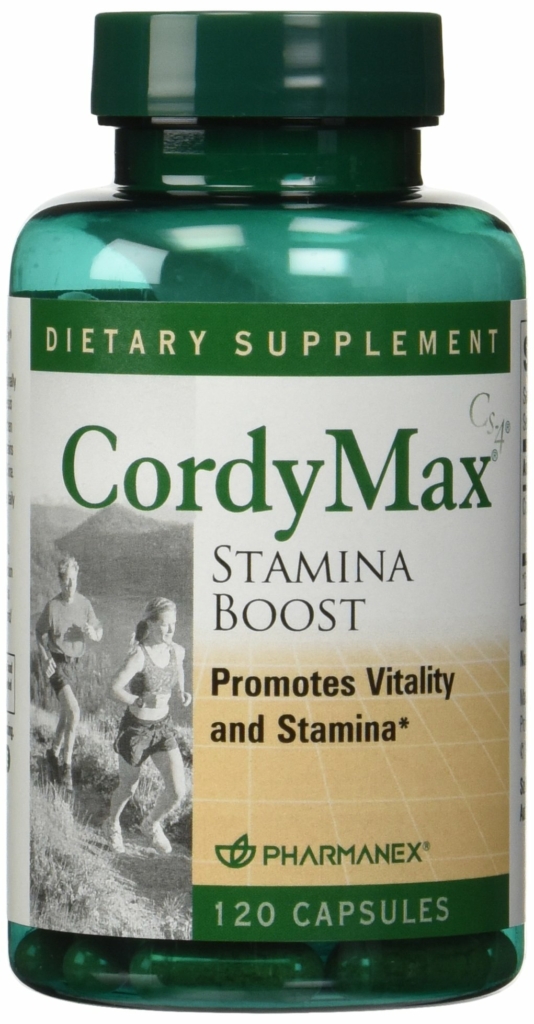 DIETARY SUPPLEMENT
Cs-4®
CordyMax®
STAMINA
BOOST
Promotes Vitality
and Stamina*
PHARMANEX®
120 CAPSULES